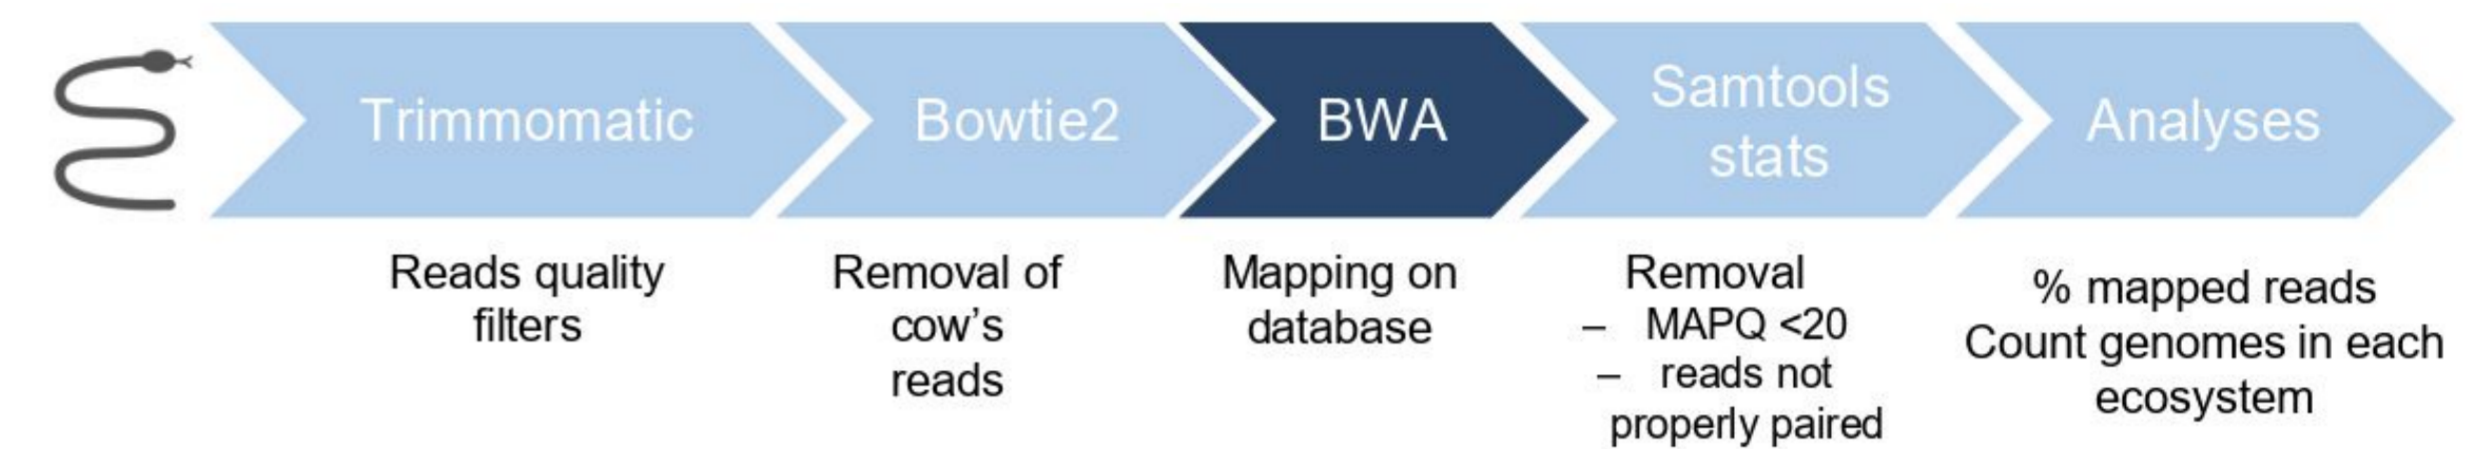 Trimmomatic
Bowtie2
BWA
Samtools
stats
Analyses
Reads quality
filters
Removal of
cow’s
reads
Mapping on
database
Removal
– MAPQ <20
– reads not
properly paired
% mapped reads
Count genomes in each
ecosystem